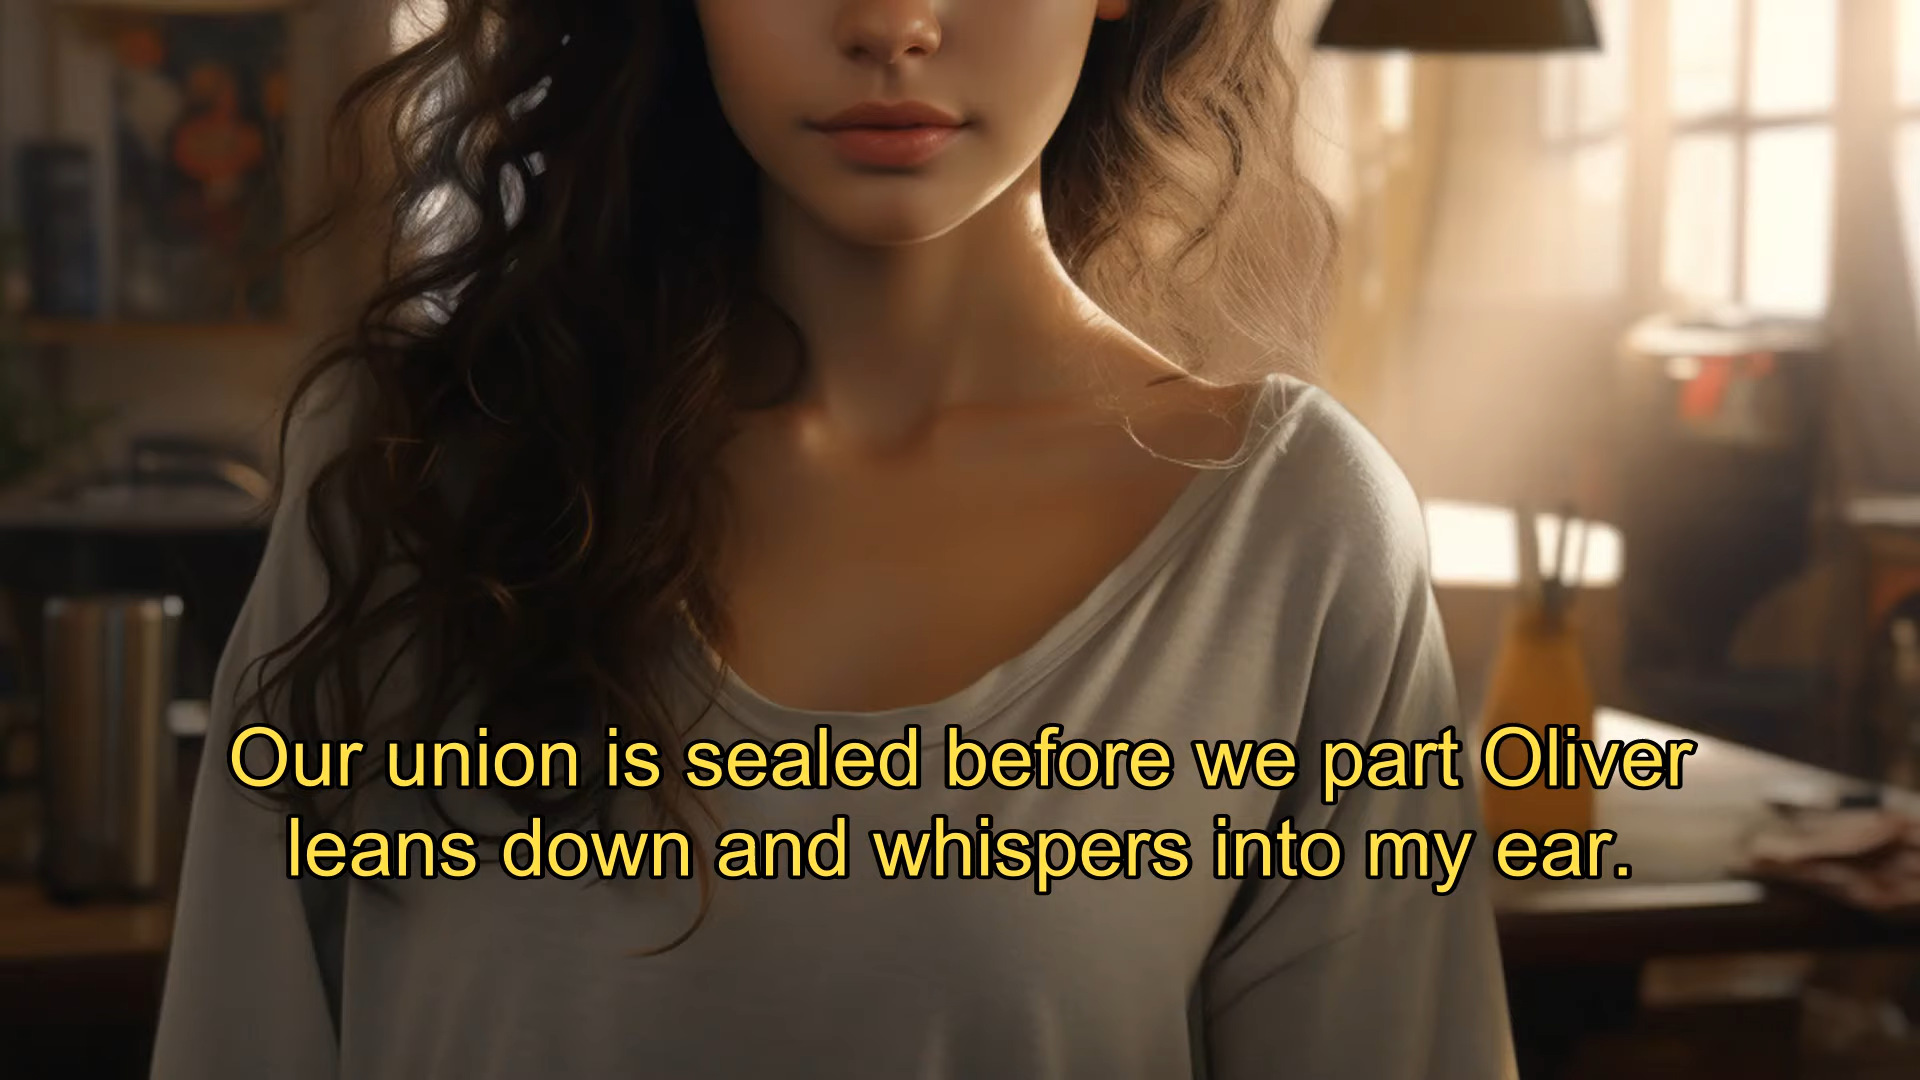 Our union is sealed before we part Oliver
leans down and whispers into my ear.